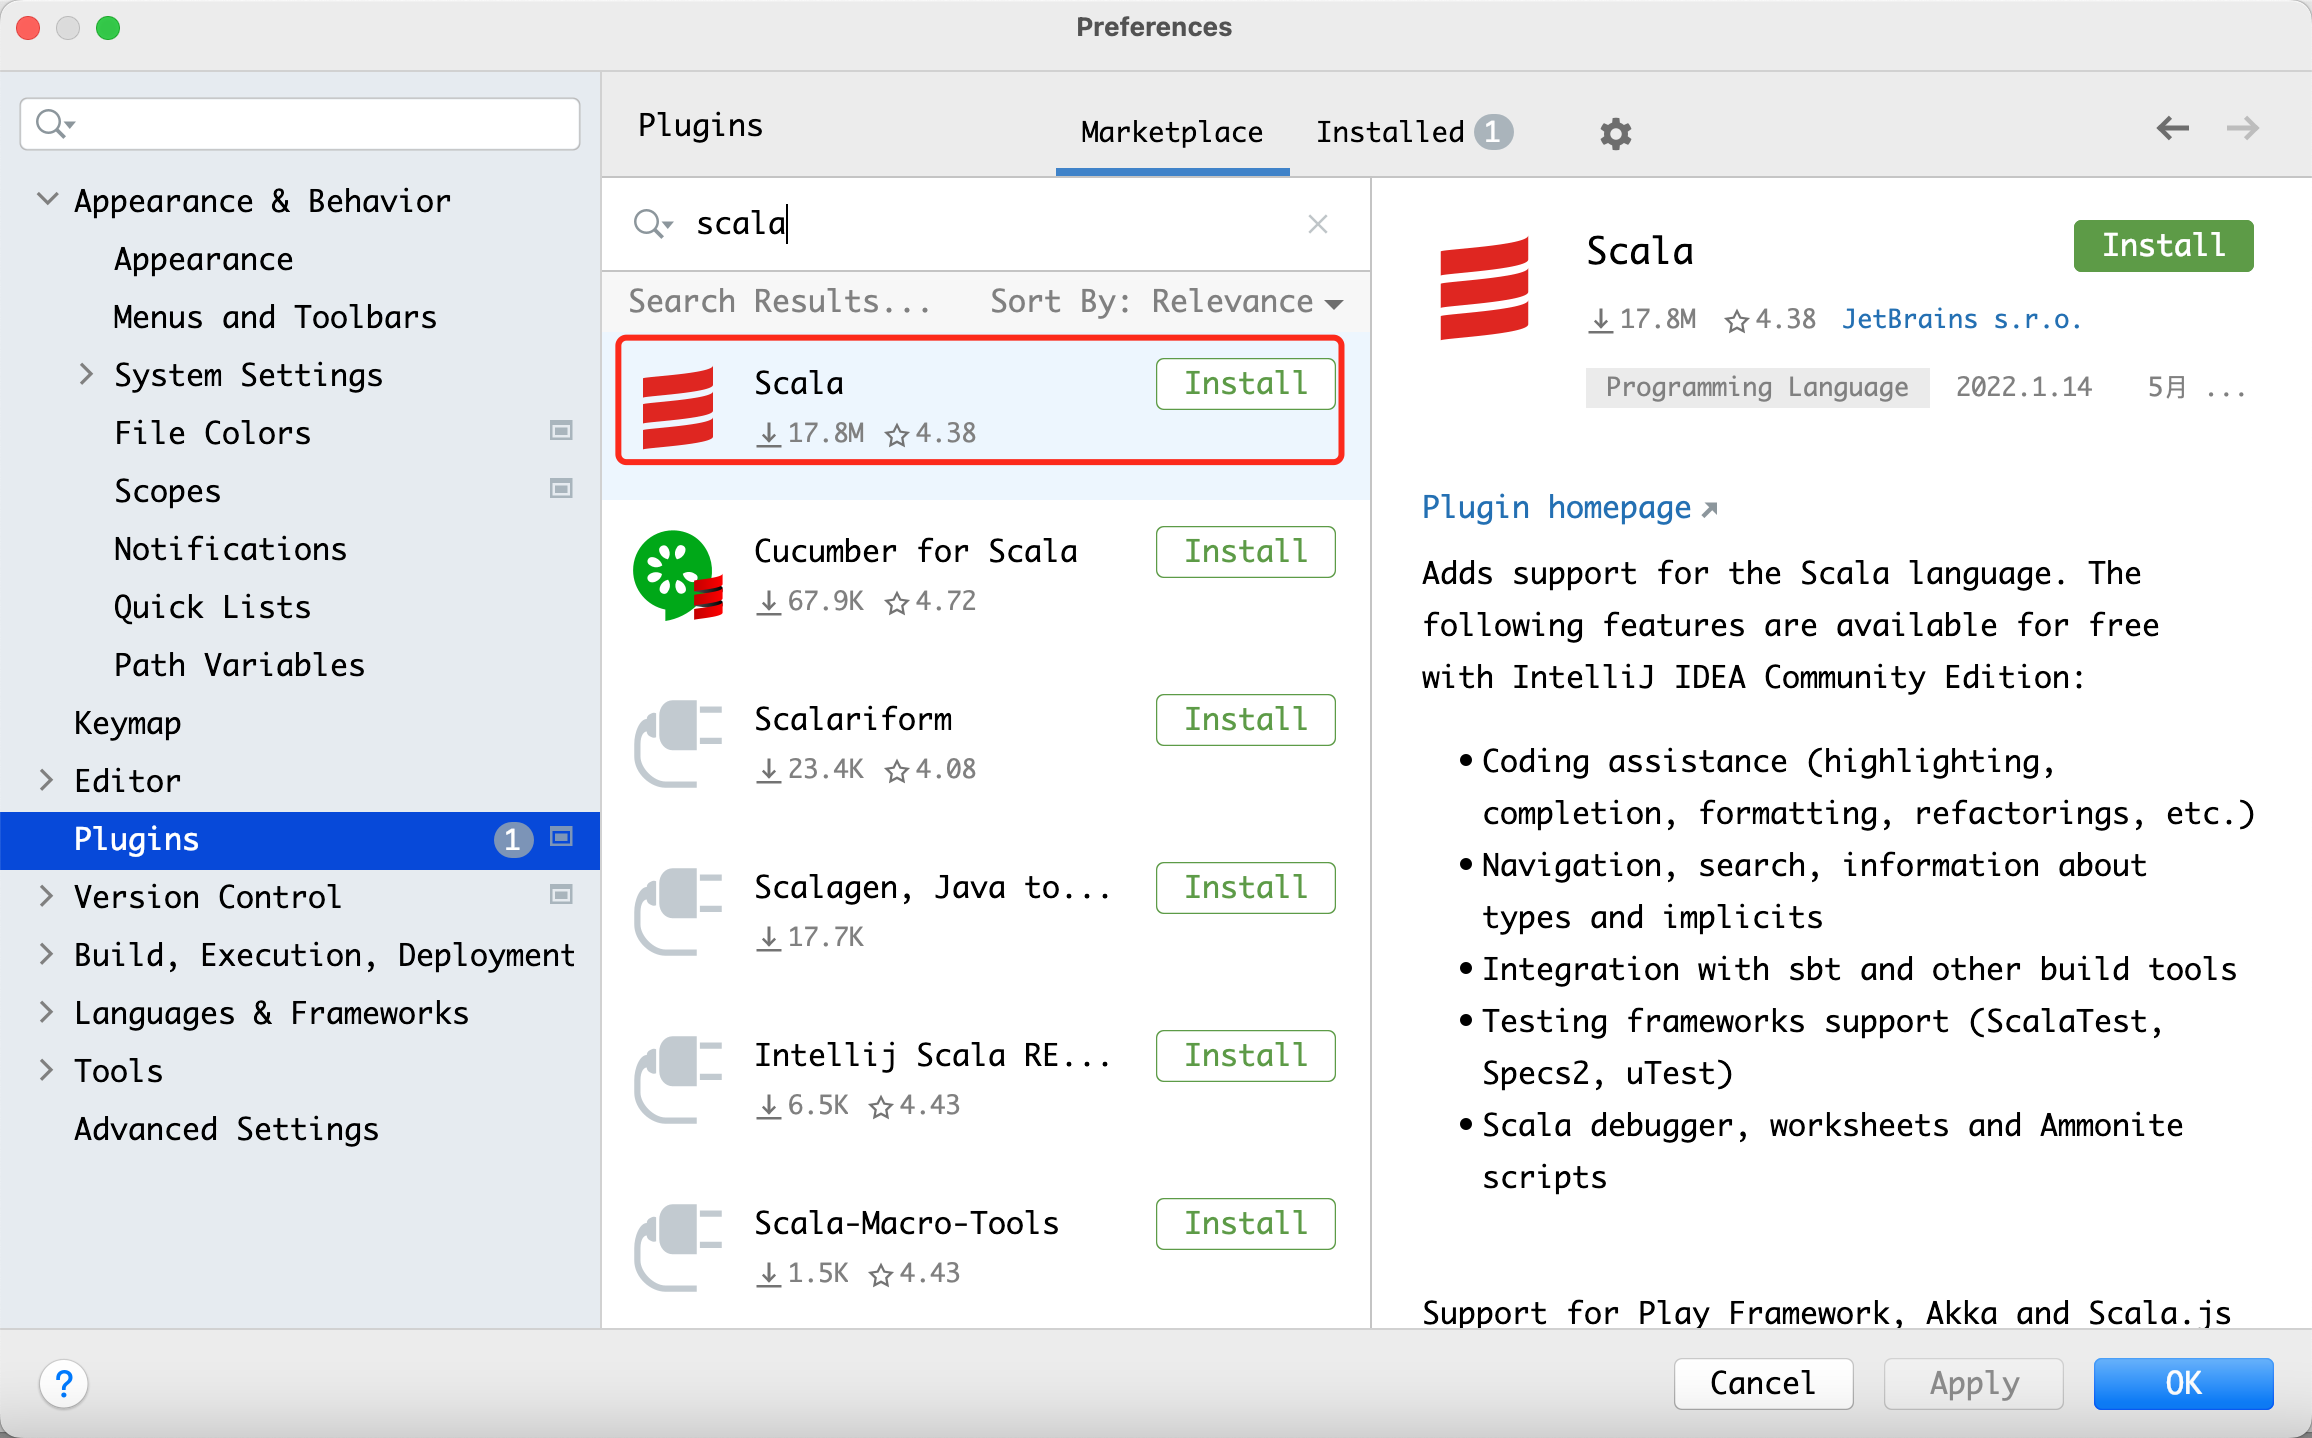 Preferences
Plugins
Marketplace
Installed 1
Appearance & Behavior
Appearance
Menus and Toolbars
System Settings
File Colors
Scopes
Notifications
Quick Lists
Path Variables
Keymap
Editor
Plugins 1
Version Control
Build, Execution, Deployment
Languages & Frameworks
Tools
Advanced Settings
scala
Search Results... Sort By: Relevance
Scala Install
17.8M 4.38
Cucumber for Scala Install
67.9K 4.72
Scalariform Install
23.4K 4.08
Scalagen, Java to... Install
17.7K
Intellij Scala RE... Install
6.5K 4.43
Scala-Macro-Tools Install
1.5K 4.43
Scala Install
17.8M 4.38 JetBrains s.r.o.
Programming Language 2022.1.14 5月 ...
Plugin homepage
Adds support for the Scala language. The
following features are available for free
with IntelliJ IDEA Community Edition:
Coding assistance (highlighting,
completion, formatting, refactorings, etc.)
Navigation, search, information about
types and implicits
Integration with sbt and other build tools
Testing frameworks support (ScalaTest,
Specs2, uTest)
Scala debugger, worksheets and Ammonite
scripts
Support for Play Framework, Akka and Scala.js
? Cancel Apply OK